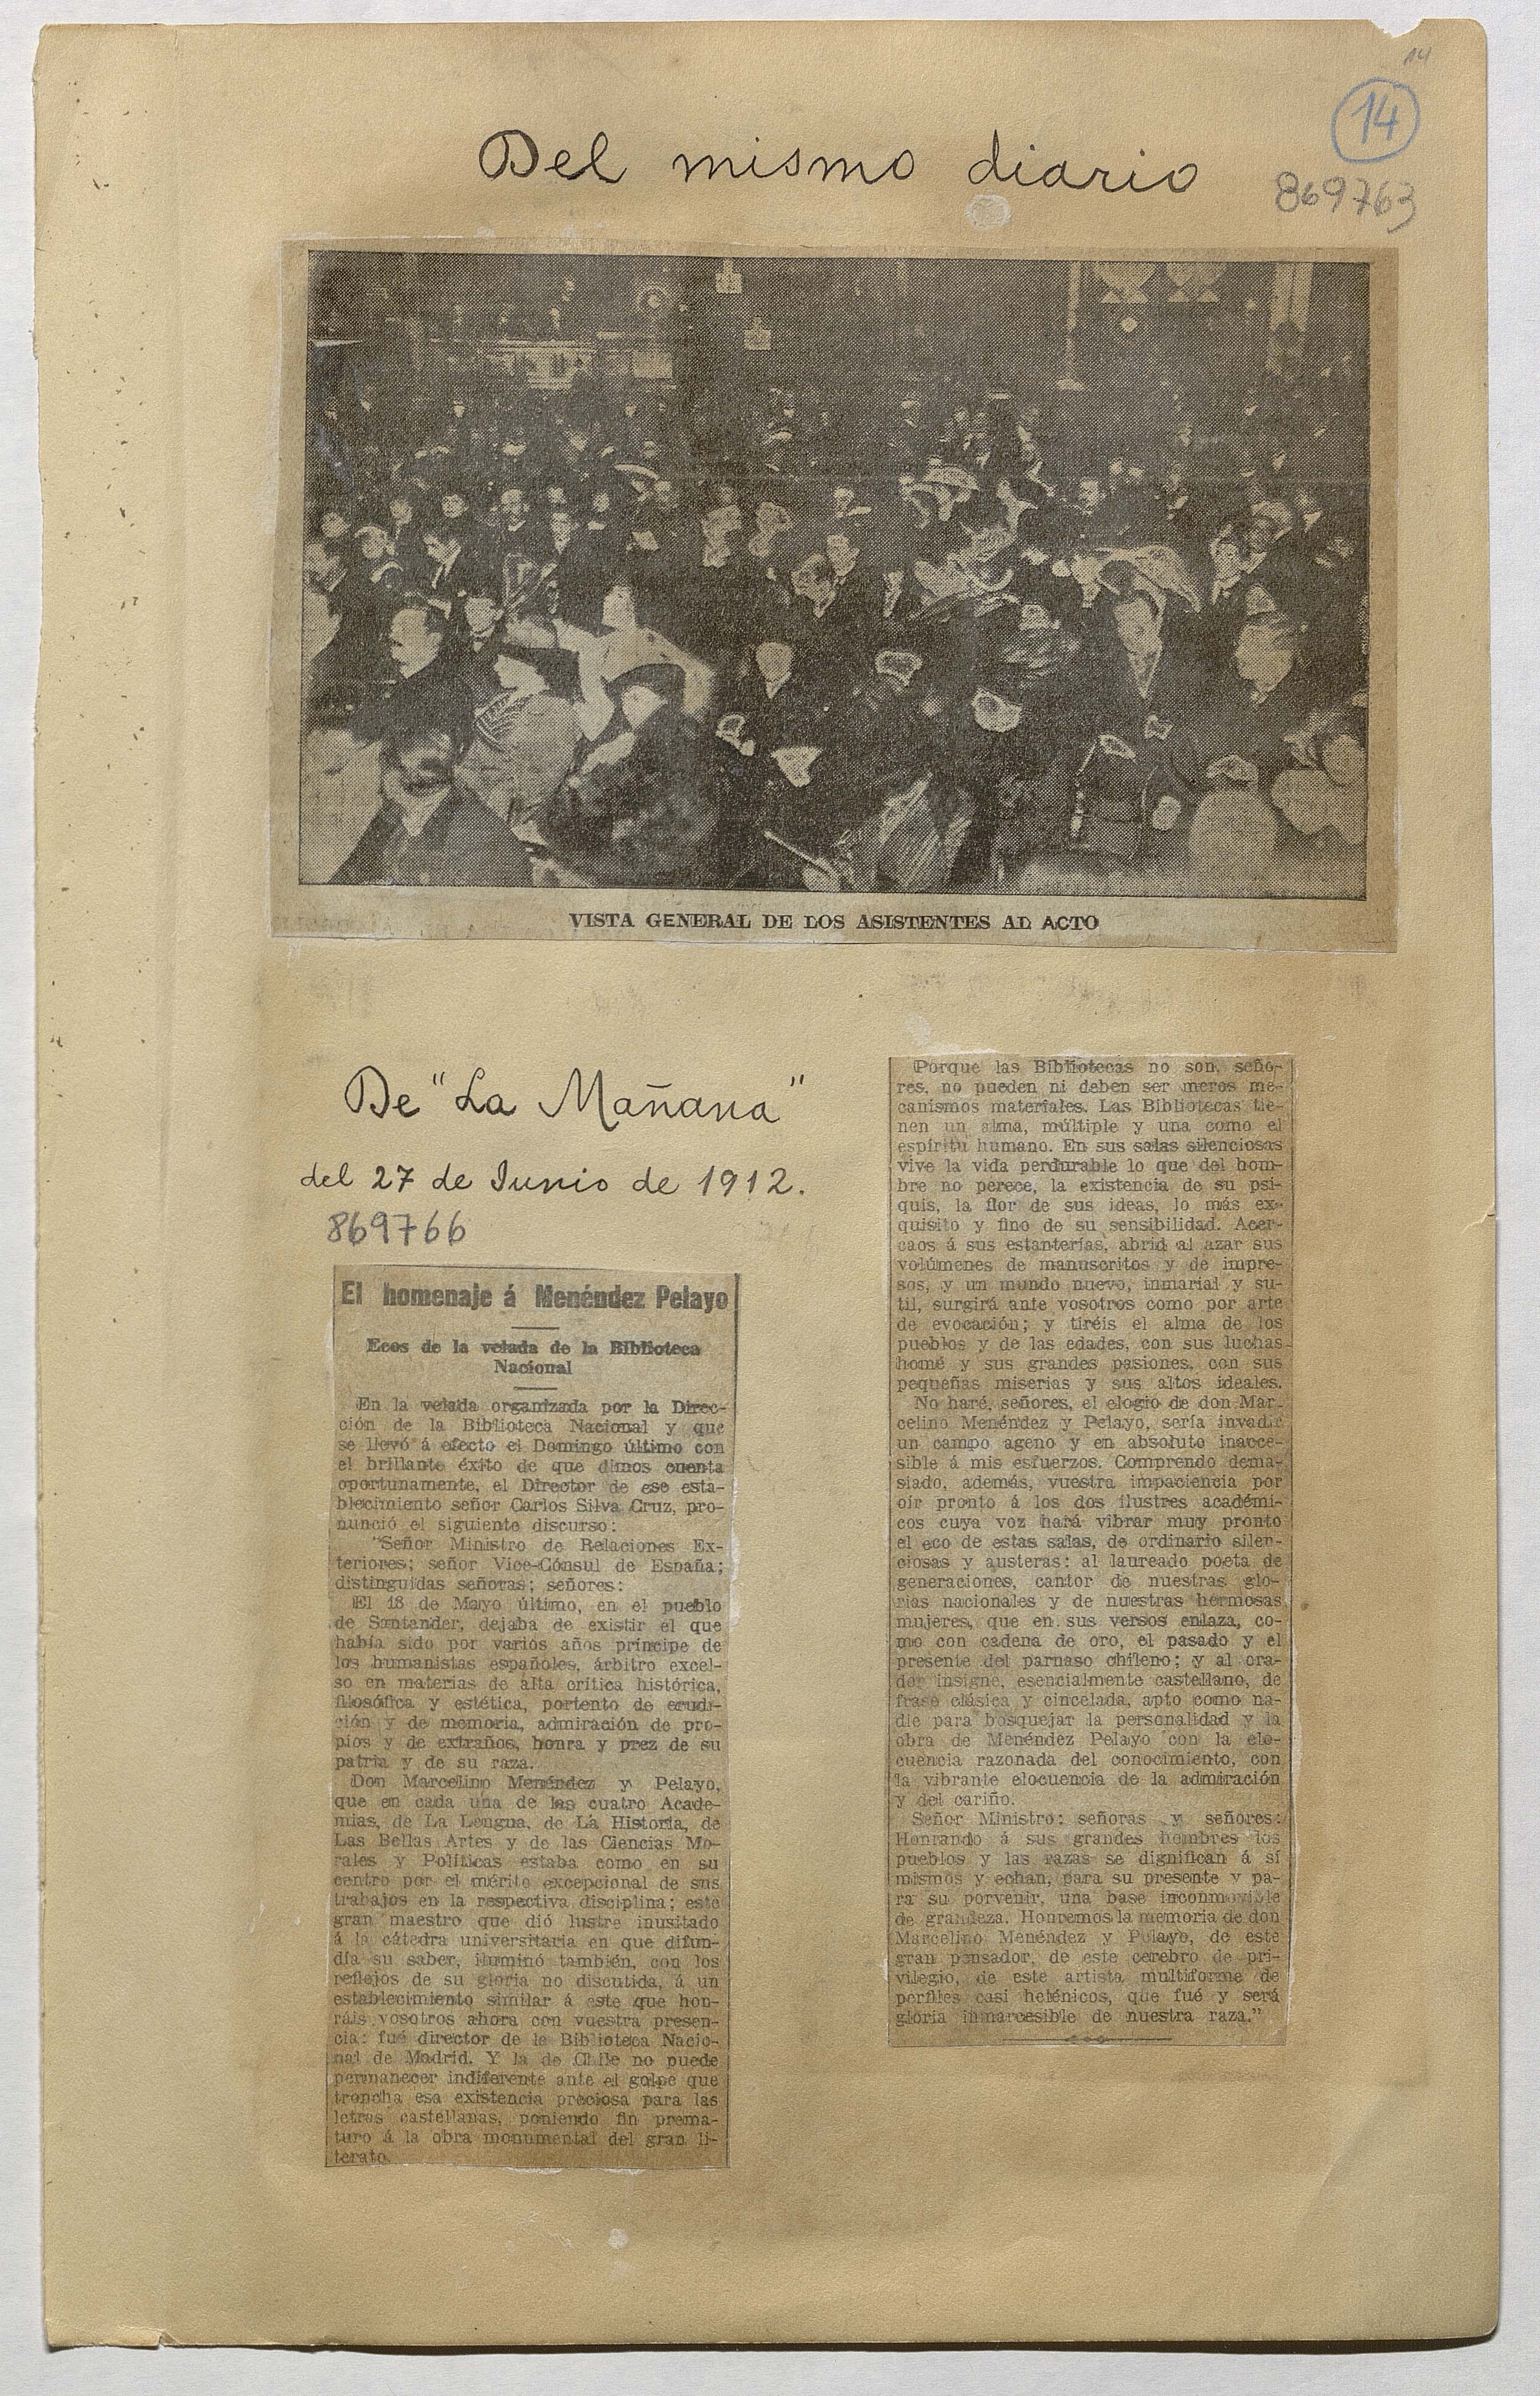 14
14
Del mismo diario
869763
VISTA GENERAL DE LOS ASISTENTES AL ACTO
De "La Mañana"
del 27 de Junio de 1912.
869766
El homenaje á Menéndez Pelayo
Ecos de la velada de la Biblioteca
Nacional
En la velada organizada por la Direc-
ción de la Biblioteca Nacional y que
se llevó á efecto el Domingo último con
el brillante éxito de que dimos cuenta
oportunamente, el Director de ese esta-
blecimiento señor Carlos Silva Cruz, pro-
nunció el siguiente discurso:
"Señor Ministro de Relaciones Ex-
teriores; señor Vice-Cónsul de España;
distinguidas señoras; señores:
El 18 de Mayo último, en el pueblo
de Santander, dejaba de existir el que
había sido por varios años príncipe de
los humanistas españoles, árbitro excel-
so en materias de alta crítica histórica,
filosófica y estética, portento de erudi-
ción y de memoria, admiración de pro-
pios y de extraños, honra y prez de su
patria y de su raza.
Don Marcelino Menéndez y Pelayo,
que en cada una de las cuatro Acade-
mias, de La Lengua, de La Historia, de
Las Bellas Artes y de las Ciencias Mo-
rales y Políticas estaba como en su
centro por el mérito excepcional de sus
trabajos en la respectiva disciplina; este
gran maestro que dió lustre inusitado
á la cátedra universitaria en que difun-
día su saber, iluminó también, con los
reflejos de su gloria no discutida, á un
establecimiento similar á este que hon-
ráis vosotros ahora con vuestra presen-
cia: fué director de la Biblioteca Nacio-
nal de Madrid. Y la de Chile no puede
permanecer indiferente ante el golpe que
troncha esa existencia preciosa para las
letras castellanas, poniendo fin prema-
turo á la obra monumental del gran li-
terato.
Porque las Bibliotecas no son, seño-
res, no pueden ni deben ser meros me-
canismos materiales. Las Bibliotecas tie-
nen un alma, múltiple y una como el
espíritu humano. En sus salas silenciosas
vive la vida perdurable lo que del hom-
bre no perece, la existencia de su psi-
quis, la flor de sus ideas, lo más ex-
quisito y fino de su sensibilidad. Acer-
caos á sus estanterías, abrid al azar sus
volúmenes de manuscritos y de impre-
sos, y un mundo nuevo, inmarial y su-
til, surgirá ante vosotros como por arte
de evocación; y tiréis el alma de los
pueblos y de las edades, con sus luchas
homé y sus grandes pasiones, con sus
pequeñas miserias y sus altos ideales.
No haré, señores, el elogio de don Mar-
celino Menéndez y Pelayo, sería invadir
un campo ageno y en absoluto inacce-
sible á mis esfuerzos. Comprendo dema-
siado, además, vuestra impaciencia por
oír pronto á los dos ilustres académi-
cos cuya voz hará vibrar muy pronto
el eco de estas salas, de ordinario silen-
ciosas y austeras: al laureado poeta de
generaciones, cantor de nuestras glo-
rias nacionales y de nuestras hermosas
mujeres, que en sus versos enlaza, co-
mo con cadena de oro, el pasado y el
presente del parnaso chileno; y al ora-
dor insigne, esencialmente castellano, de
frase clásica y cincelada, apto como na-
die para bosquejar la personalidad y la
obra de Menéndez Pelayo con la elo-
cuencia razonada del conocimiento, con
la vibrante elocuencia de la admiración
y del cariño.
Señor Ministro: señoras y señores:
Honrando á sus grandes hombres los
pueblos y las razas se dignifican á sí
mismos y echan, para su presente y pa-
ra su porvenir, una base inconmovible
de grandeza. Honremos la memoria de don
Marcelino Menéndez y Pelayo, de este
gran pensador, de este cerebro de pri-
vilegio, de este artista multiforme de
perfiles casi helénicos, que fué y será
gloria inmarcesible de nuestra raza."